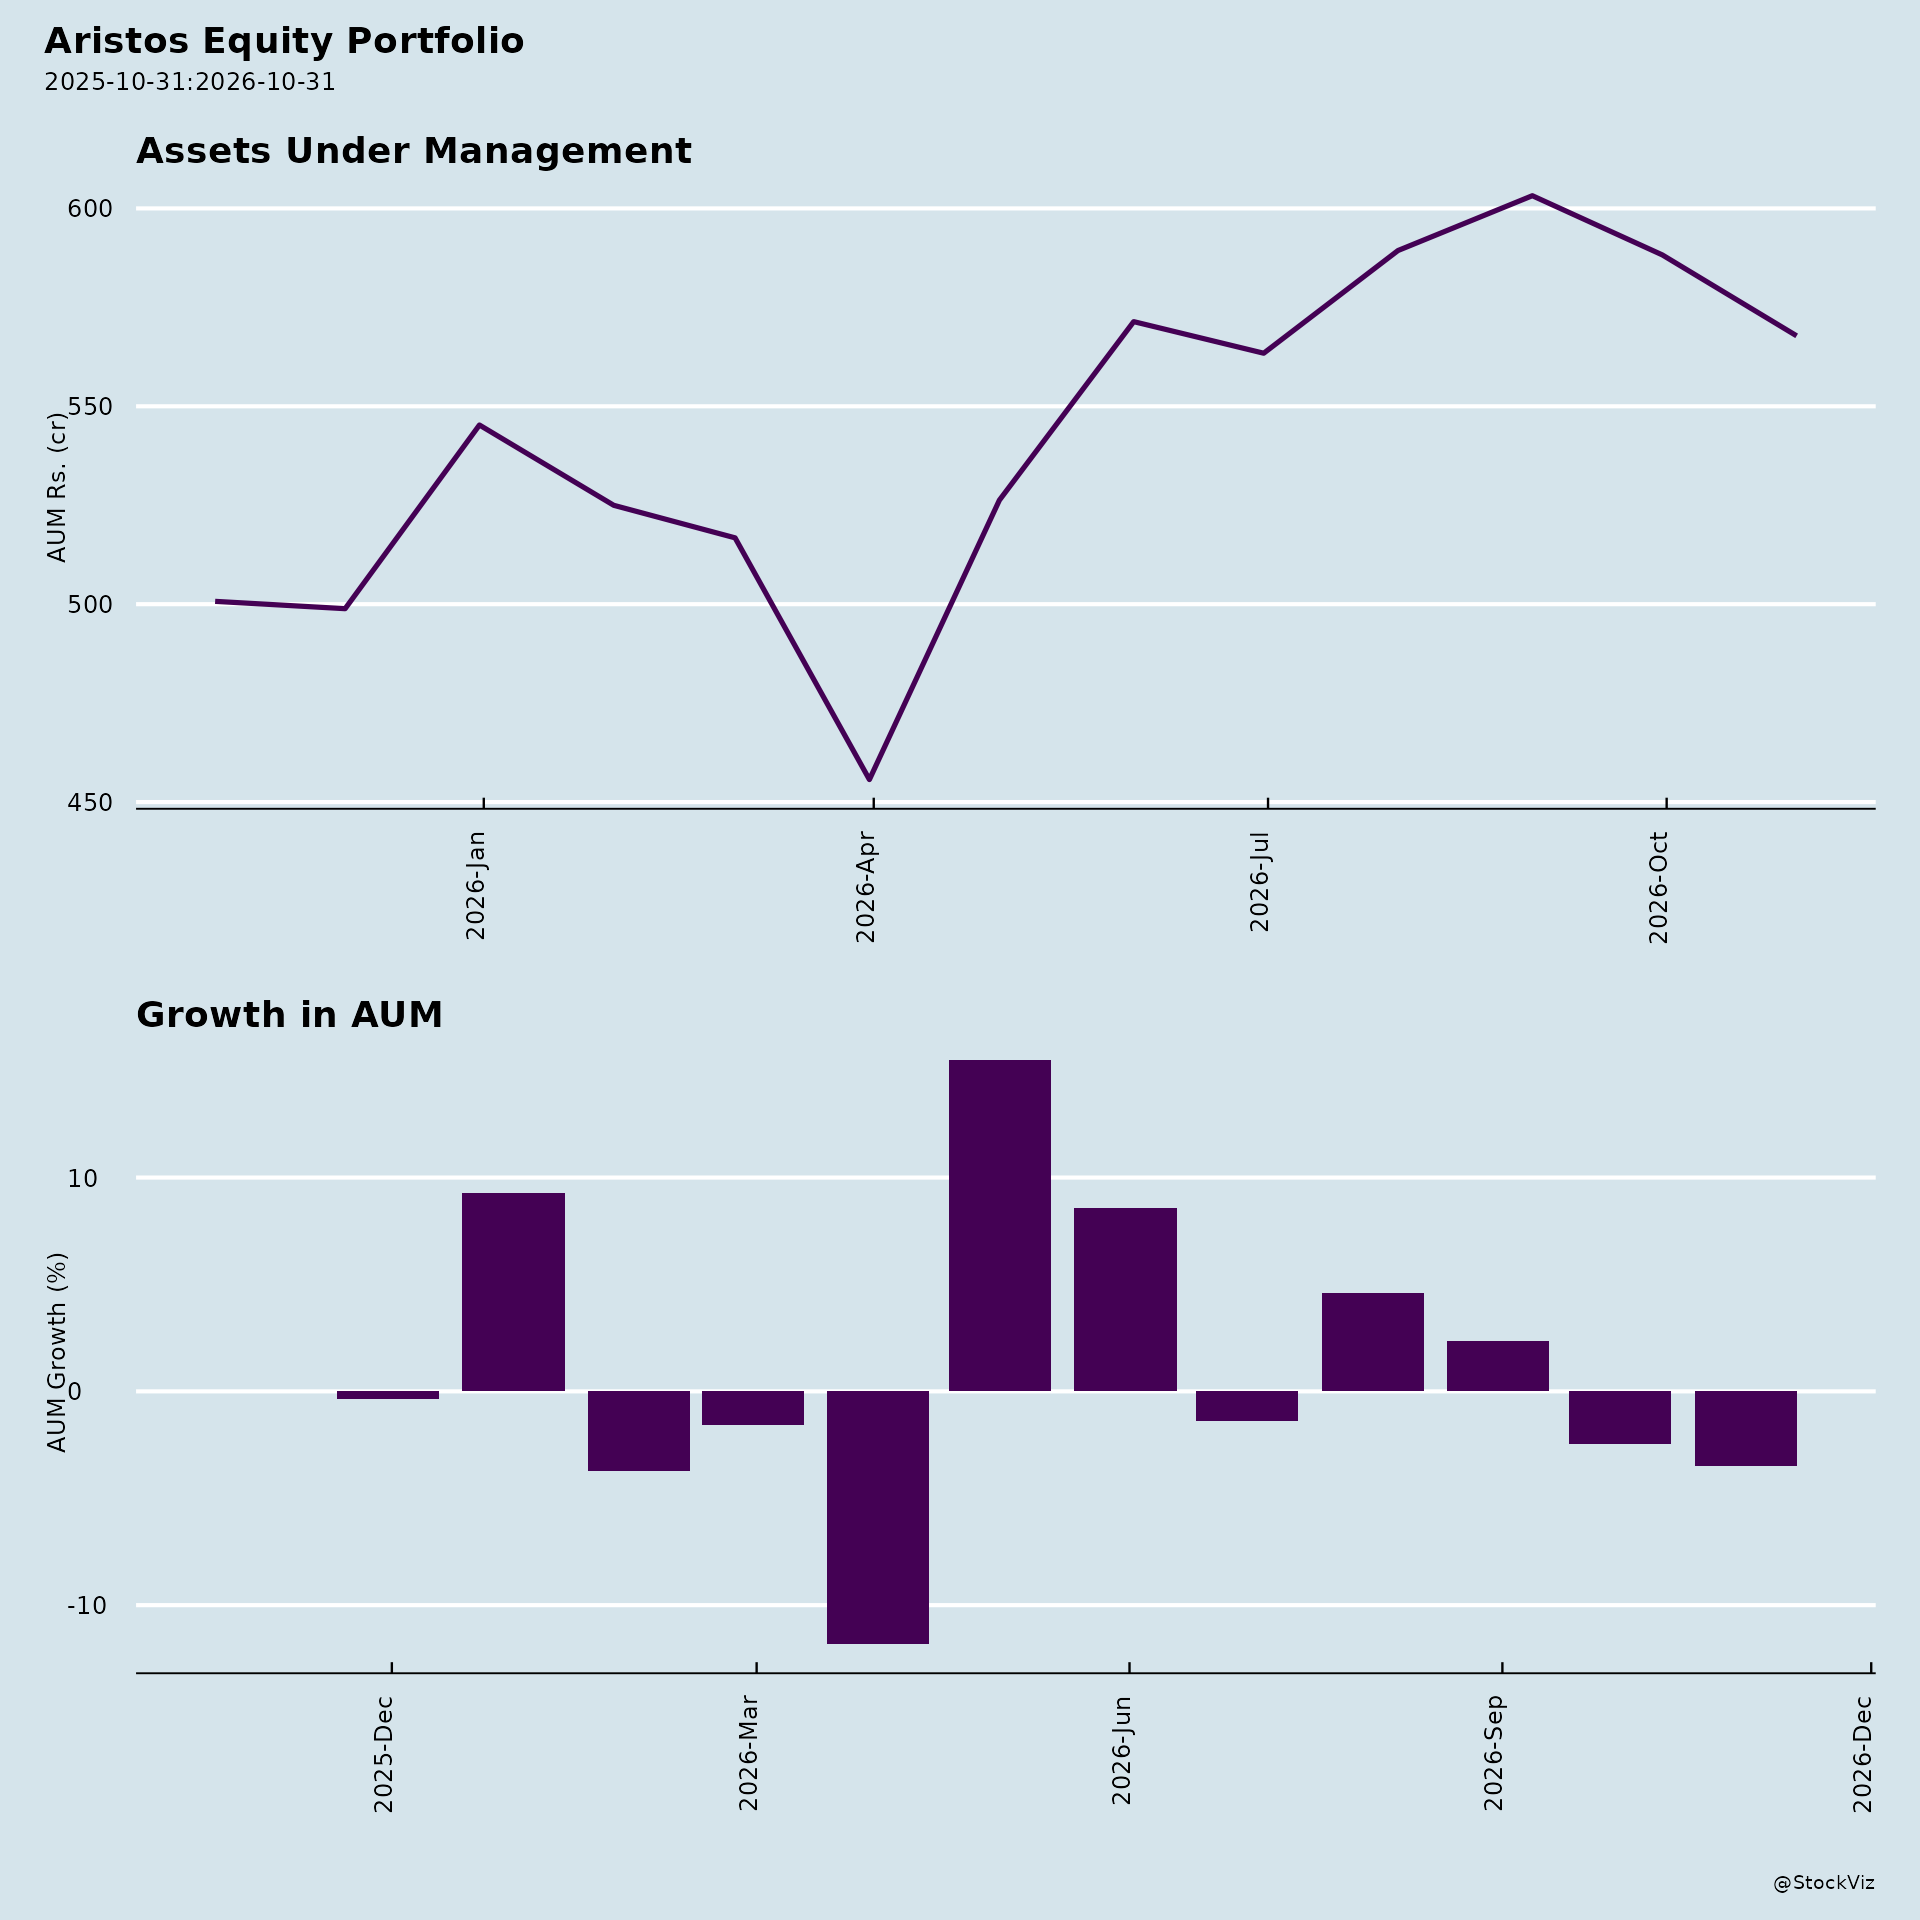 Aristos Equity Portfolio
2025-10-31:2026-10-31
Assets Under Management
600
550
500
450
AUM Rs. (cr)
2026-Jan
2026-Apr
2026-Jul
2026-Oct
Growth in AUM
10
0
-10
AUM Growth (%)
2025-Dec
2026-Mar
2026-Jun
2026-Sep
2026-Dec
@StockViz